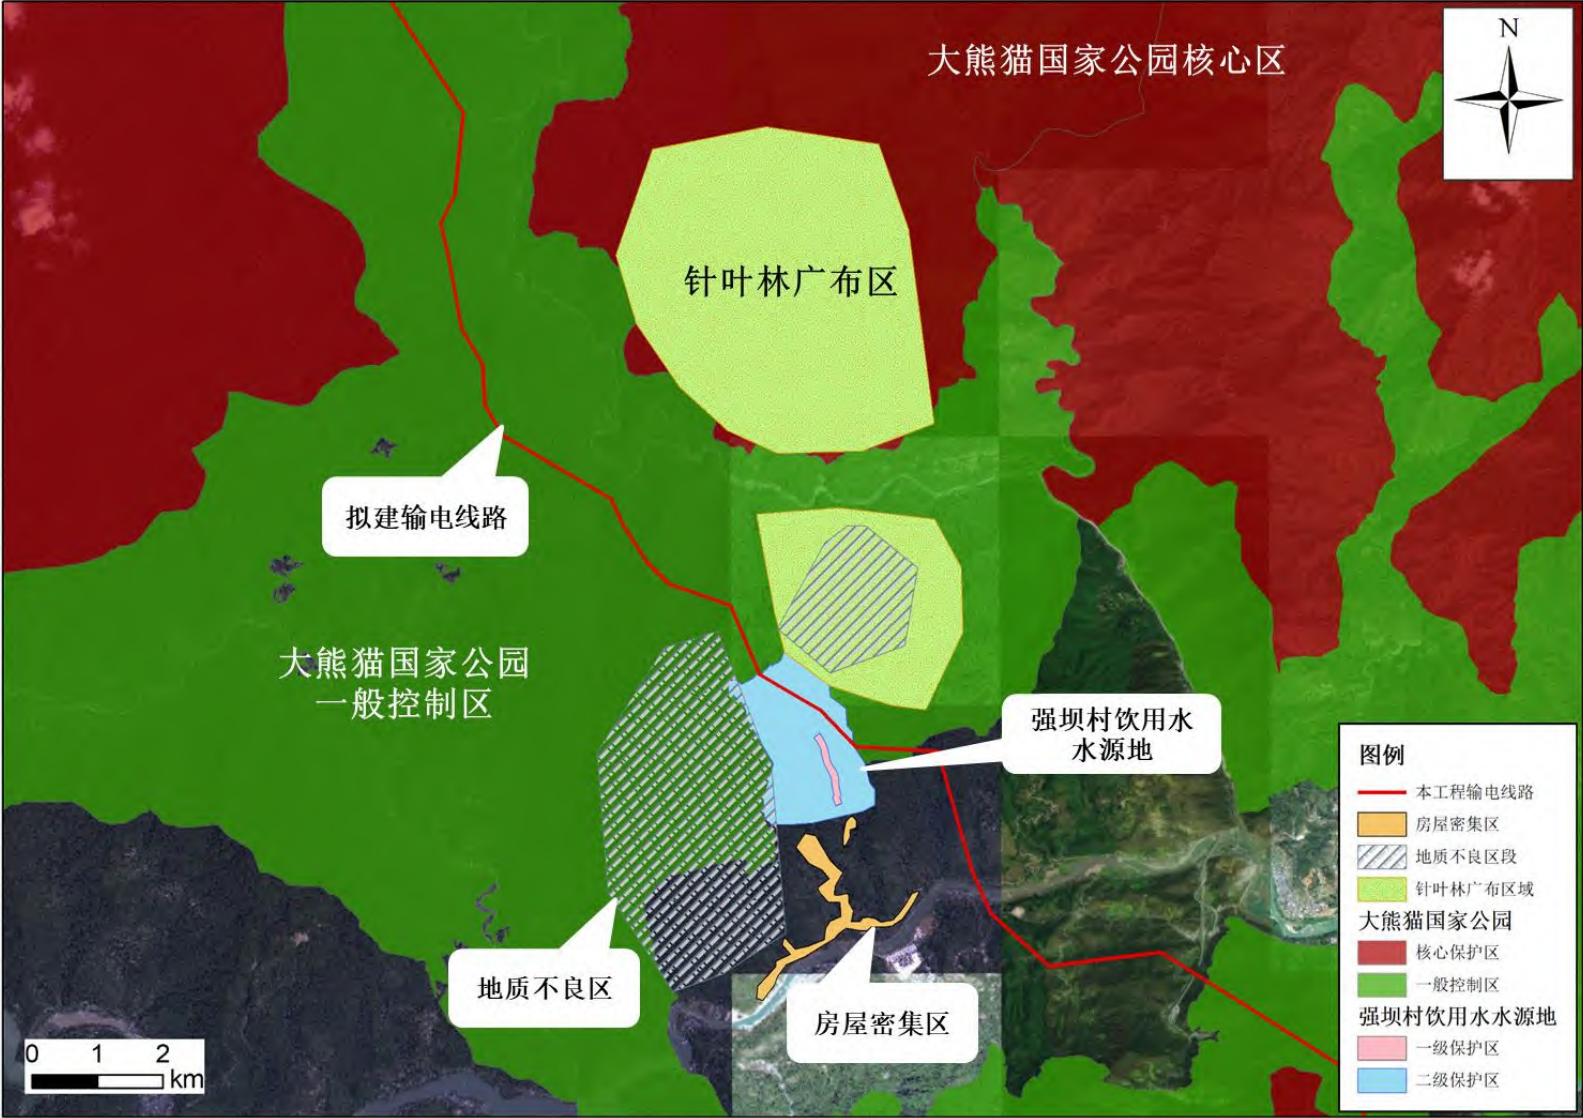 大熊猫国家公园核心区
N
针叶林广布区
拟建输电线路
大熊猫国家公园
一般控制区
强坝村饮用水
水源地
地质不良区
房屋密集区
0 1 2
km
图例
本工程输电线路
房屋密集区
地质不良区段
针叶林广布区域
大熊猫国家公园
核心保护区
一般控制区
强坝村饮用水水源地
一级保护区
二级保护区